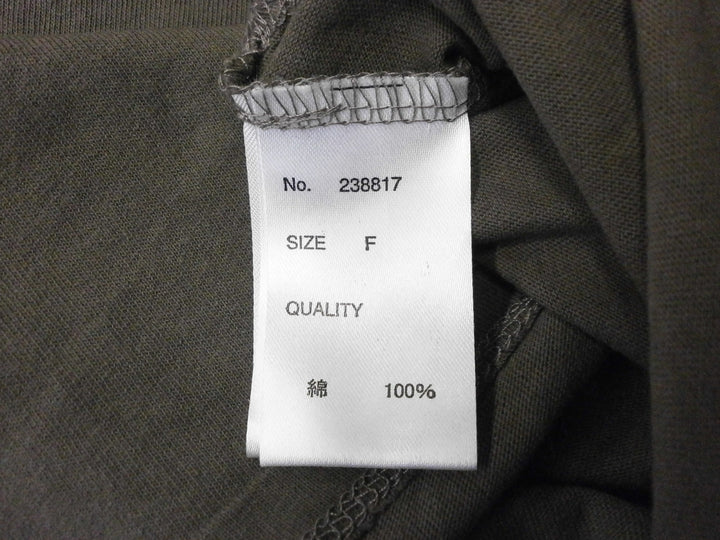 No. 238817
SIZE F
QUALITY
綿 100%